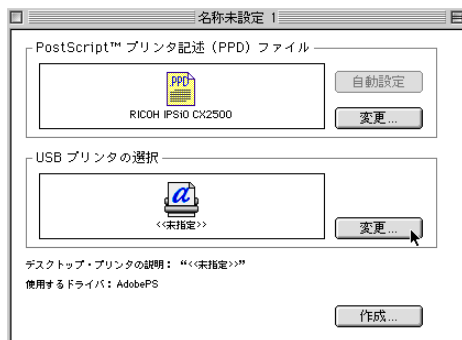 名称未設定 1
PostScript™ プリンタ記述（PPD）ファイル
.PPD
RICOH IPSiO CX2500
自動設定
変更...
USB プリンタの選択
a
<<未指定>>
変更...
デスクトップ・プリンタの説明： “<<未指定>>”
使用するドライバ：AdobePS
作成...